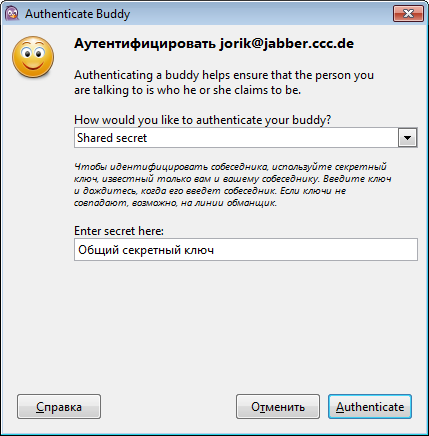 Authenticate Buddy
Аутентифицировать jorik@jabber.ccc.de
Authenticating a buddy helps ensure that the person you
are talking to is who he or she claims to be.
How would you like to authenticate your buddy?
Shared secret
Чтобы идентифицировать собеседника, используйте секретный
ключ, известный только вам и вашему собеседнику. Введите ключ
и дождитесь, когда его введет собеседник. Если ключи не
совпадают, возможно, на линии обманщик.
Enter secret here:
Общий секретный ключ
Справка
Отменить
Authenticate